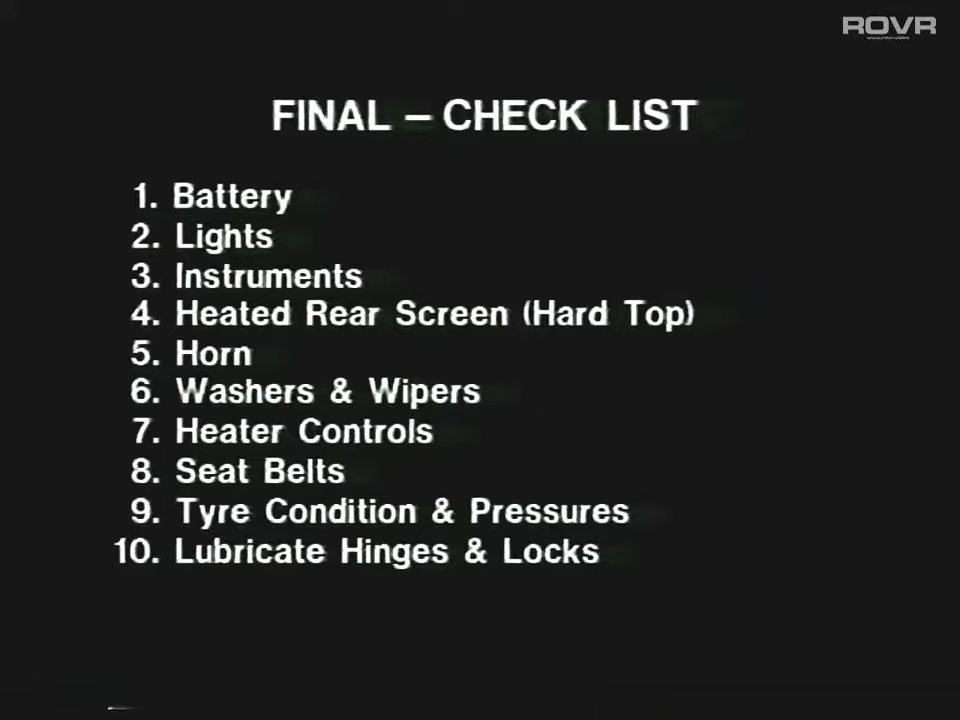 ROVR
FINAL – CHECK LIST
1. Battery
2. Lights
3. Instruments
4. Heated Rear Screen (Hard Top)
5. Horn
6. Washers & Wipers
7. Heater Controls
8. Seat Belts
9. Tyre Condition & Pressures
10. Lubricate Hinges & Locks